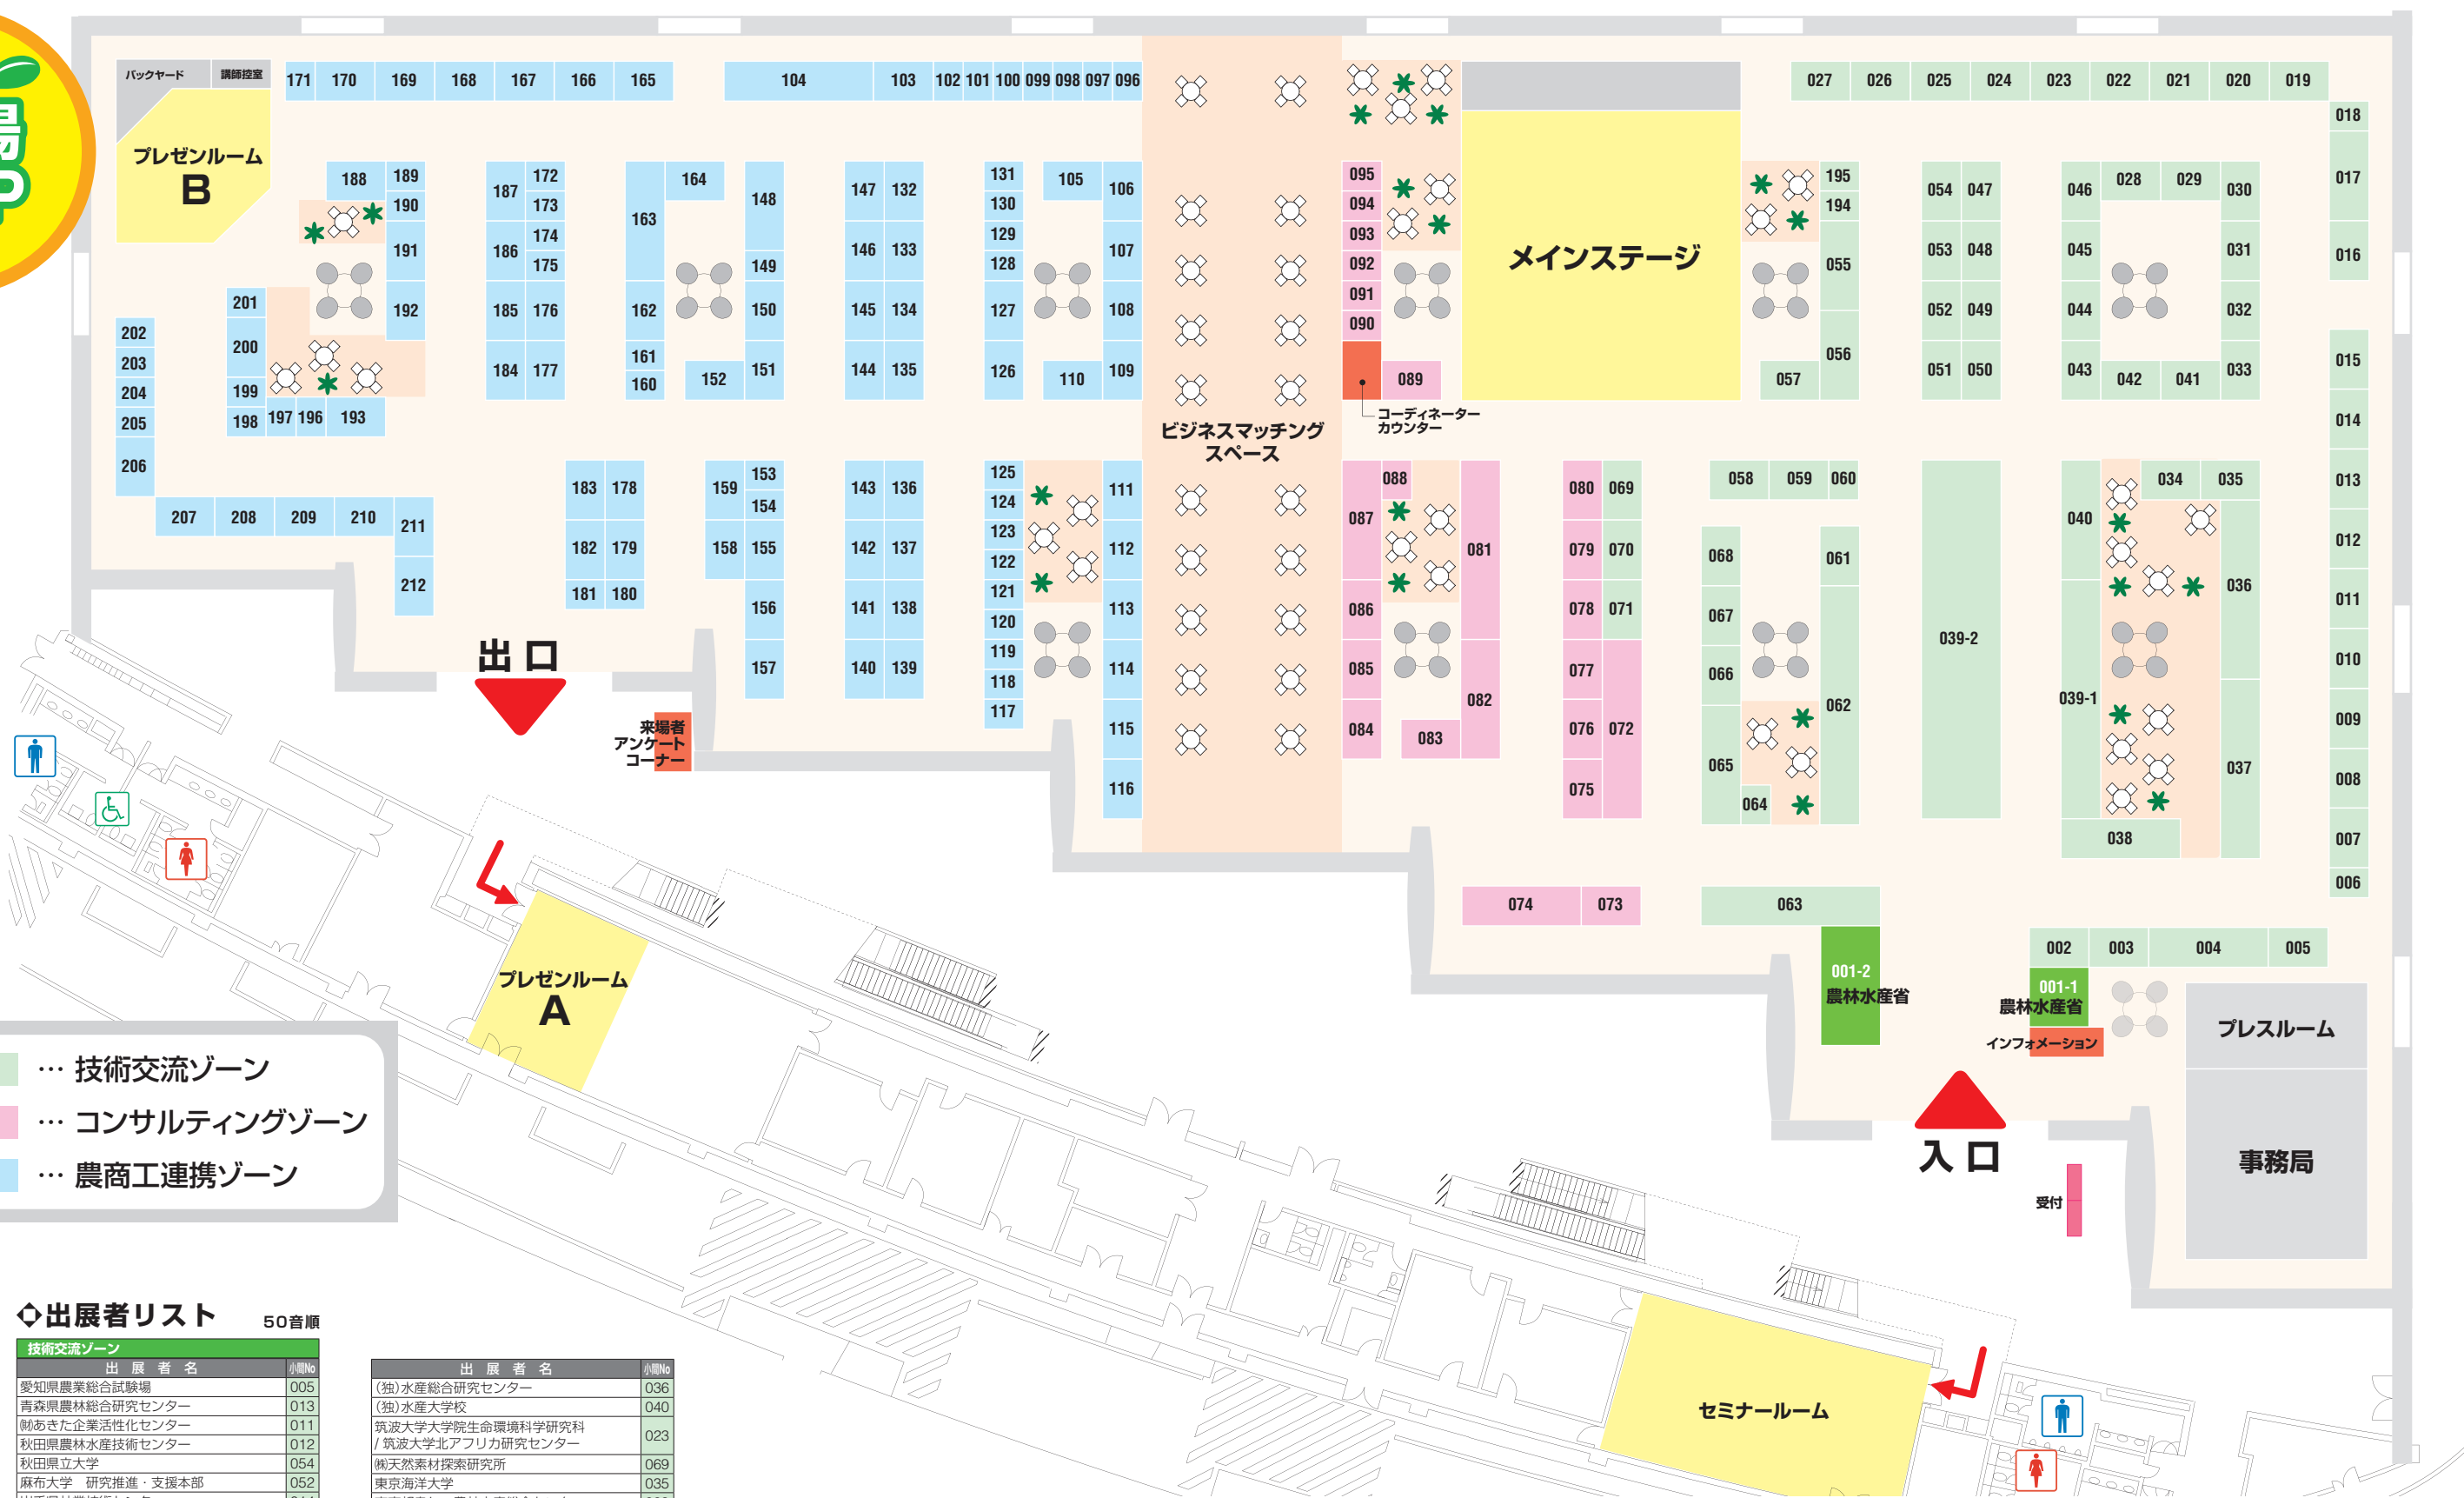 場
バックヤード 講師控室 171 170 169 168 167 166 165 104 103 102 101 100 099 098 097 096 027 026 025 024 023 022 021 020 019
プレゼンルーム
B
メインステージ
018
017
016
188 189 190 191 192
187 172 173
186 174 175
185 176
184 177
163 164 148
162 149 150
161 160 152 151
147 132
146 133
145 134
144 135
131 130 129 128 127 126
105 106
107
108
110 109
095
094
093
092
091
090
089
コーディネーター
カウンター
195
194
055
056
057
054 047
053 048
052 049
051 050
046 028 029 030
045 031
044 032
043 042 041 033
201
200
199
198 197 196 193
202
203
204
205
206
207 208 209 210 211
212
ビジネスマッチング
スペース
183 178
182 179
181 180
159 153
154
158 155
156
157
143 136
142 137
141 138
140 139
125
124
123
122
121
120
119
118
117
111
112
113
114
115
116
088
087
086
085
084
083
081
082
080 069
079 070
078 071
077
076 072
075
058 059 060
068
067
066
065
064
061
062
039-2
040
039-1
038
034 035
036
037
015
014
013
012
011
010
009
008
007
006
出口
来場者
アンケート
コーナー
074 073 063
001-2
農林水産省
002 003 004 005
001-1
農林水産省
インフォメーション
プレスルーム
事務局
入口
受付
プレゼンルーム
A
セミナールーム
… 技術交流ゾーン
… コンサルティングゾーン
… 農商工連携ゾーン
出展者リスト 50音順
技術交流ゾーン
出展者名 小間No
愛知県農業総合試験場 005
青森県農林総合研究センター 013
㈶あきた企業活性化センター 011
秋田県農林水産技術センター 012
秋田県立大学 054
麻布大学 研究推進・支援本部 052
出展者名 小間No
(独)水産総合研究センター 036
(独)水産大学校 040
筑波大学大学院生命環境科学研究科
/ 筑波大学北アフリカ研究センター 023
㈱天然素材探索研究所 069
東京海洋大学 035